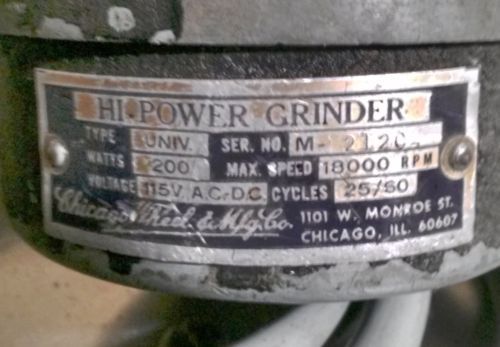 HI-POWER GRINDER
TYPE UNIV. SER. NO. M-
WATTS 200 MAX. SPEED 18000 RPM
VOLTAGE 115V A.C.-D.C. CYCLES 25/60
Chicago Wheel & Mfg. Co. 1101 W. MONROE ST.
CHICAGO, ILL. 60607